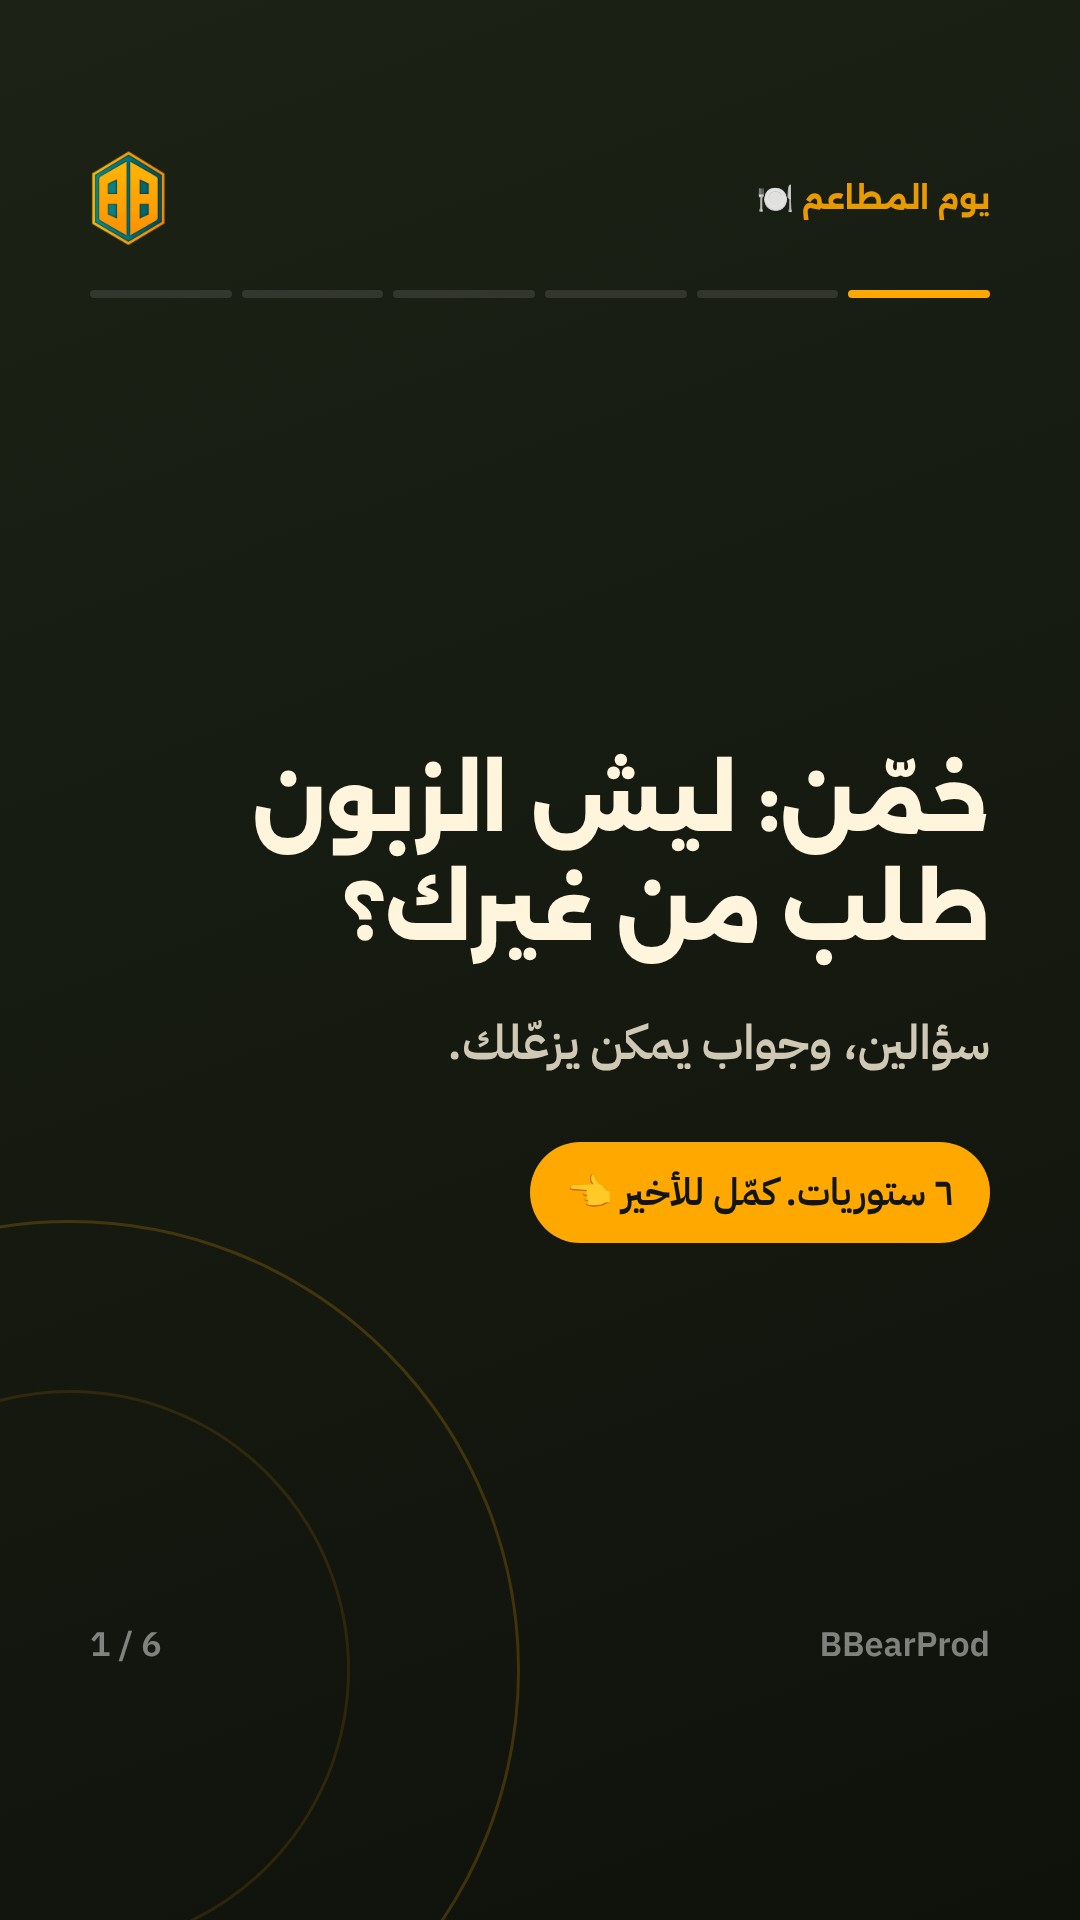 يوم المطاعم 🍽️
BB
خمّن: ليش الزبون
طلب من غيرك؟
سؤالين، وجواب يمكن يزعّلك.
٦ ستوريات. كمّل للأخير 👈
BBearProd
1 / 6